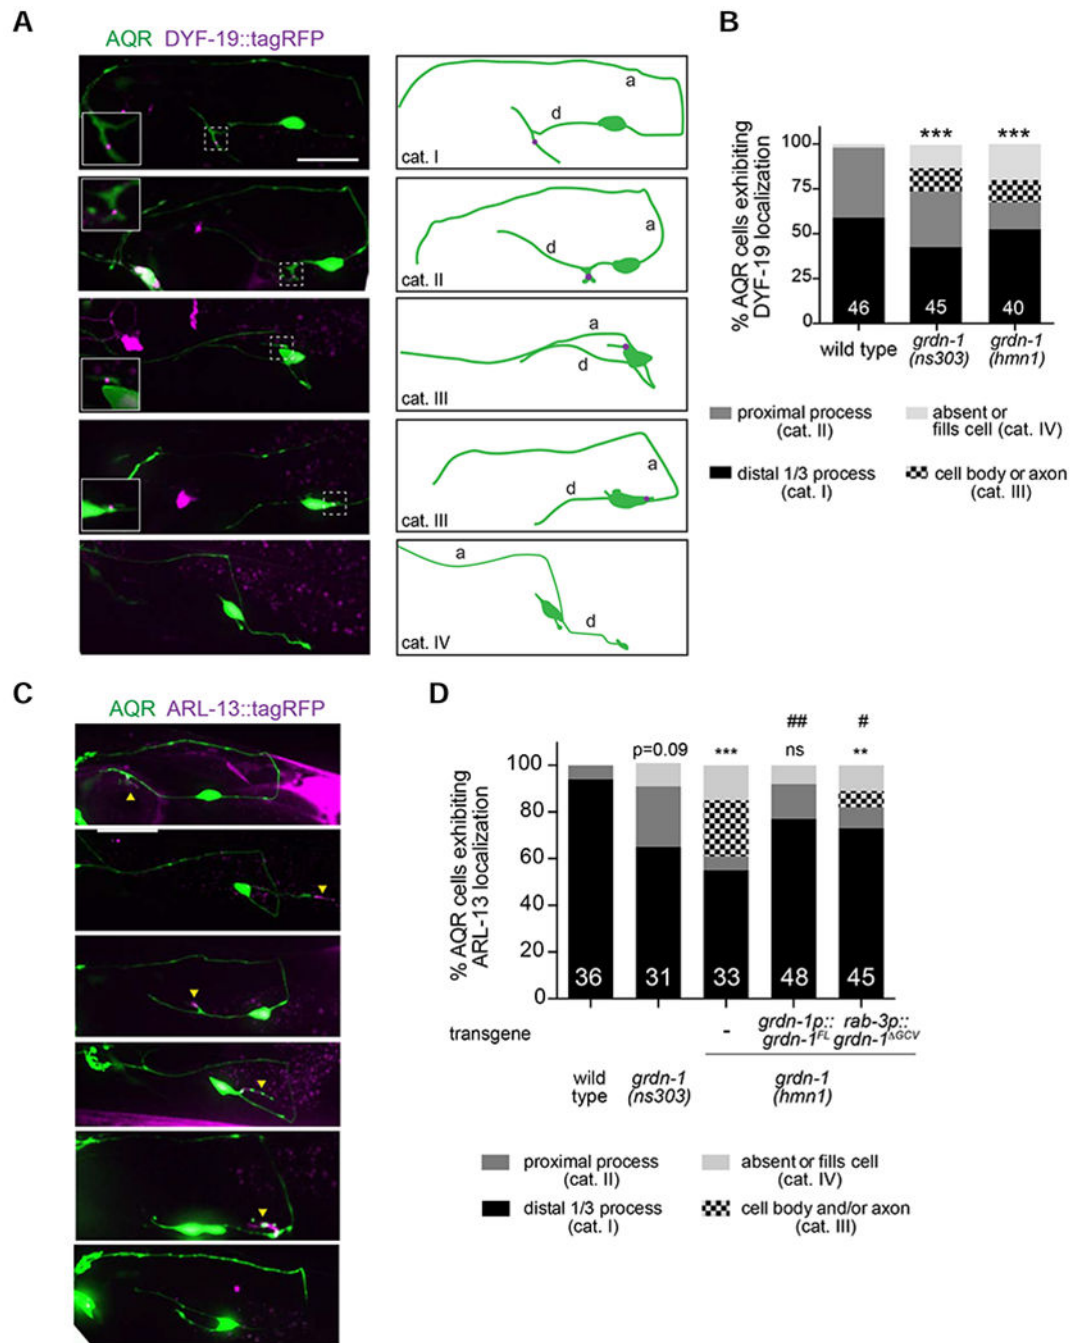 A
AQR DYF-19::tagRFP
a
d
cat. I
a
d
cat. II
a
d
cat. III
a
d
cat. III
a
d
cat. IV
B
% AQR cells exhibiting
DYF-19 localization
100
75
50
25
0
***
***
46
45
40
wild type
grdn-1
(ns303)
grdn-1
(hmn1)
proximal process
(cat. II)
absent or
fills cell (cat. IV)
distal 1/3 process
(cat. I)
cell body or axon
(cat. III)
C
AQR ARL-13::tagRFP
D
% AQR cells exhibiting
ARL-13 localization
100
80
60
40
20
0
##
#
p=0.09
***
ns
**
36
31
33
48
45
transgene
-
grdn-1p::
grdn-1FL
rab-3p::
grdn-1ΔGCV
wild
type
grdn-1
(ns303)
grdn-1
(hmn1)
proximal process
(cat. II)
absent or fills cell
(cat. IV)
distal 1/3 process
(cat. I)
cell body and/or axon
(cat. III)